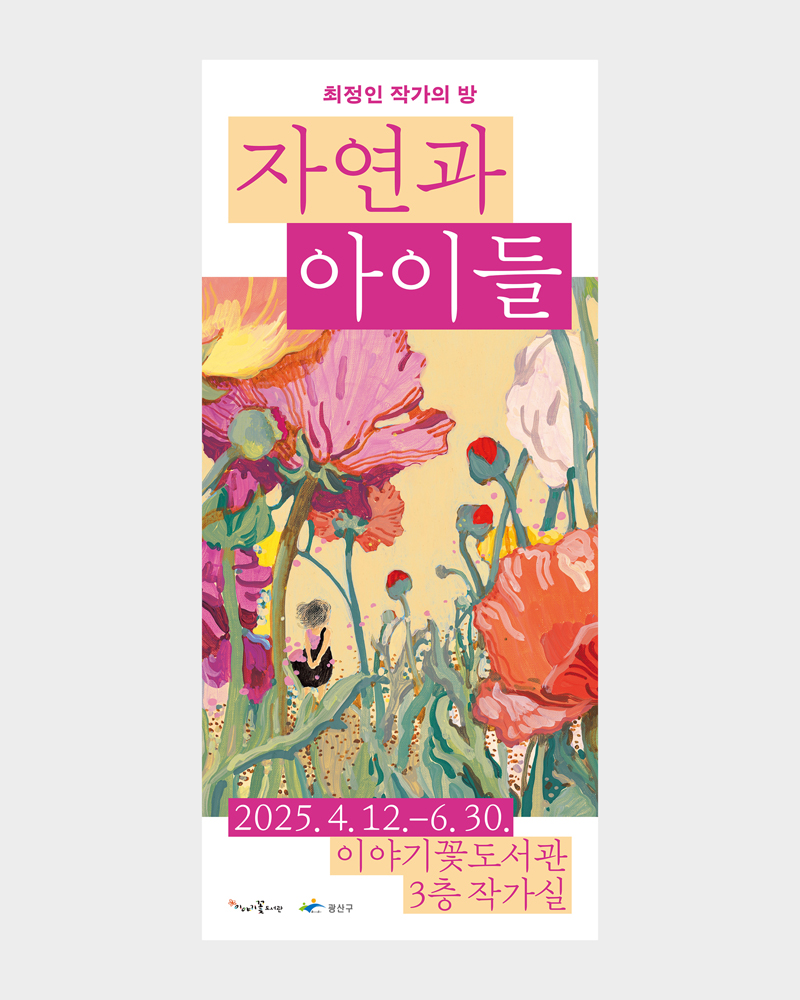 최정인 작가의 방
자연과
아이들
2025. 4. 12.–6. 30.
이야기꽃도서관
3층 작가실
이야기꽃도서관
광산구